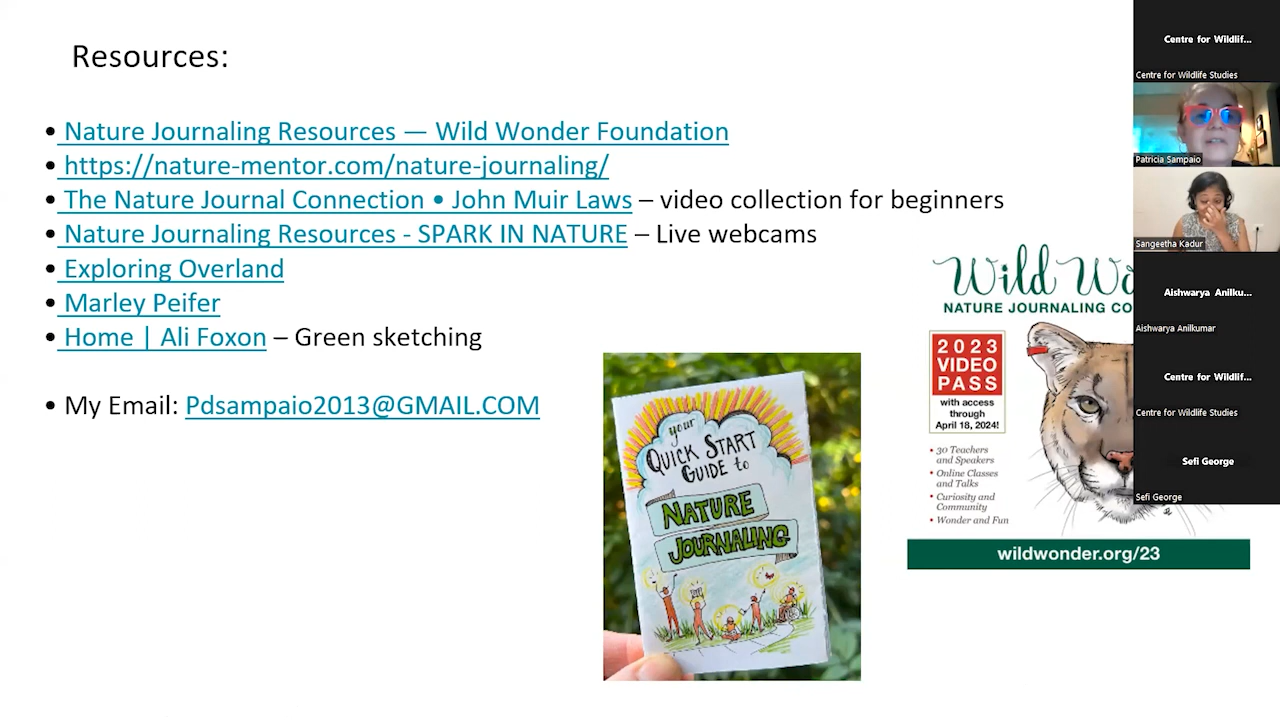 Resources:
• Nature Journaling Resources — Wild Wonder Foundation
• https://nature-mentor.com/nature-journaling/
• The Nature Journal Connection • John Muir Laws – video collection for beginners
• Nature Journaling Resources - SPARK IN NATURE – Live webcams
• Exploring Overland
• Marley Peifer
• Home | Ali Foxon – Green sketching
• My Email: Pdsampaio2013@GMAIL.COM
your
QUICK START
GUIDE to
NATURE
JOURNALING
Wild Wo
NATURE JOURNALING CO
2023
VIDEO
PASS
with access
through
April 18, 2024!
• 30 Teachers
and Speakers
• Online Classes
and Talks
• Curiosity and
Community
• Wonder and Fun
wildwonder.org/23
Centre for Wildlif...
Centre for Wildlife Studies
Patricia Sampaio
Sangeetha Kadur
Aishwarya Anilku...
Aishwarya Anilkumar
Centre for Wildlif...
Centre for Wildlife Studies
Sefi George
Sefi George